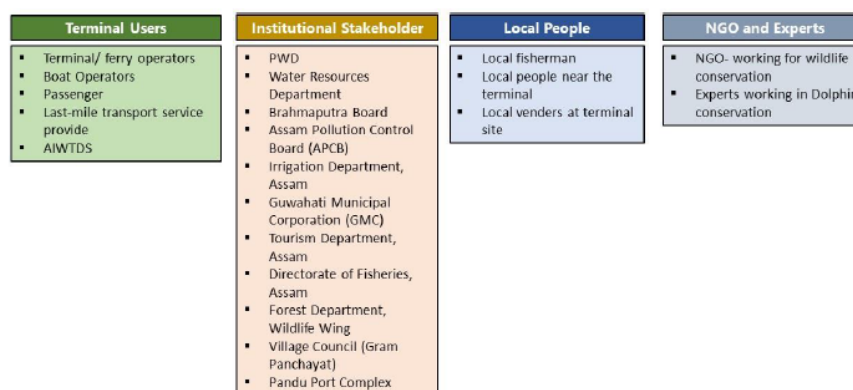 Terminal Users
Terminal/ ferry operators
Boat Operators
Passenger
Last-mile transport service
provide
AIWTDS
Institutional Stakeholder
PWD
Water Resources
Department
Brahmaputra Board
Assam Pollution Control
Board (APCB)
Irrigation Department,
Assam
Guwahati Municipal
Corporation (GMC)
Tourism Department,
Assam
Directorate of Fisheries,
Assam
Forest Department,
Wildlife Wing
Village Council (Gram
Panchayat)
Pandu Port Complex
Local People
Local fisherman
Local people near the
terminal
Local venders at terminal
site
NGO and Experts
NGO- working for wildlife
conservation
Experts working in Dolphin
conservation